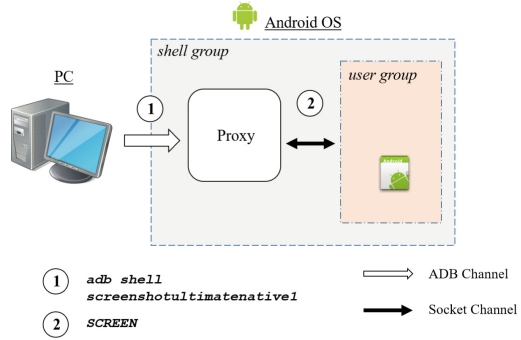 Android OS
shell group
PC
user group
1
2
Proxy
Android
1 adb shell
screenshotultimatenative1
2 SCREEN
ADB Channel
Socket Channel